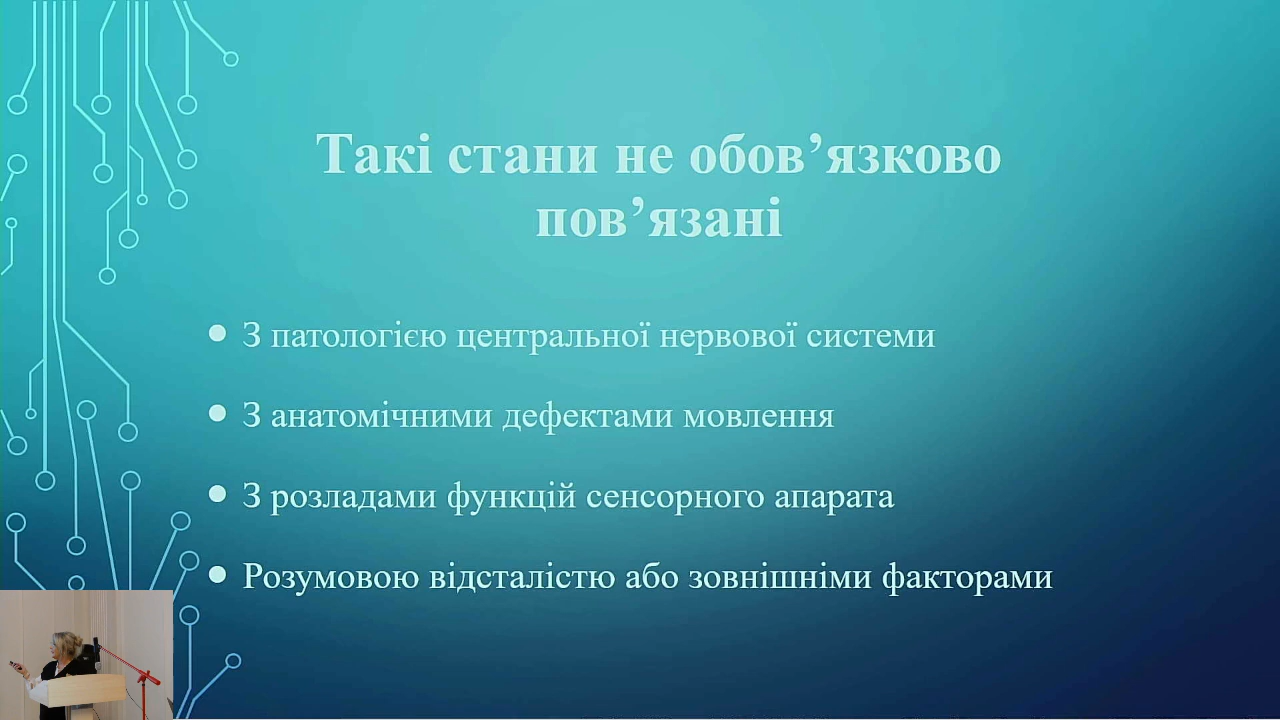 Такі стани не обов’язково
пов’язані
З патологією центральної нервової системи
З анатомічними дефектами мовлення
З розладами функцій сенсорного апарата
Розумовою відсталістю або зовнішніми факторами